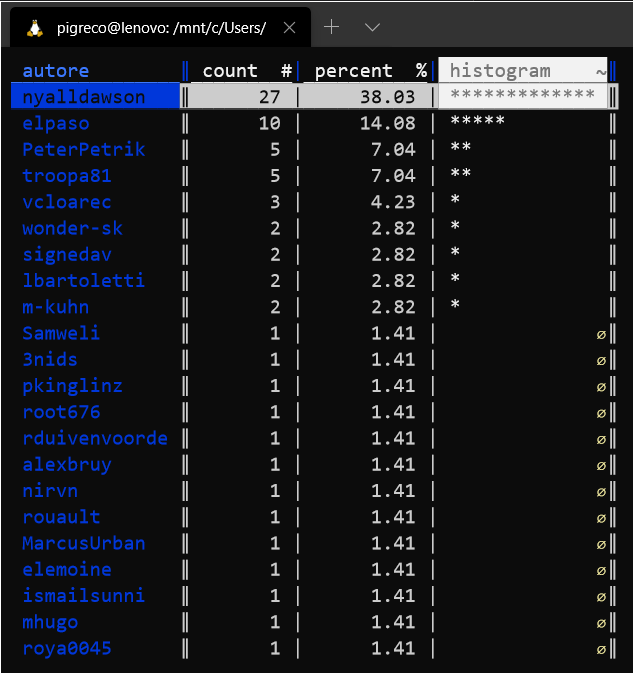 pigreco@lenovo: /mnt/c/Users/ × + ∨
autore ‖ count #| percent %| histogram ~‖
nyalldawson ‖ 27 | 38.03 | ************* ‖
elpaso ‖ 10 | 14.08 | ***** ‖
PeterPetrik ‖ 5 | 7.04 | ** ‖
troopa81 ‖ 5 | 7.04 | ** ‖
vcloarec ‖ 3 | 4.23 | * ‖
wonder-sk ‖ 2 | 2.82 | * ‖
signedav ‖ 2 | 2.82 | * ‖
lbartoletti ‖ 2 | 2.82 | * ‖
m-kuhn ‖ 2 | 2.82 | * ‖
Samweli ‖ 1 | 1.41 | ∅‖
3nids ‖ 1 | 1.41 | ∅‖
pkinglinz ‖ 1 | 1.41 | ∅‖
root676 ‖ 1 | 1.41 | ∅‖
rduivenvoorde ‖ 1 | 1.41 | ∅‖
alexbruy ‖ 1 | 1.41 | ∅‖
nirvn ‖ 1 | 1.41 | ∅‖
rouault ‖ 1 | 1.41 | ∅‖
MarcusUrban ‖ 1 | 1.41 | ∅‖
elemoine ‖ 1 | 1.41 | ∅‖
ismailsunni ‖ 1 | 1.41 | ∅‖
mhugo ‖ 1 | 1.41 | ∅‖
roya0045 ‖ 1 | 1.41 | ∅‖